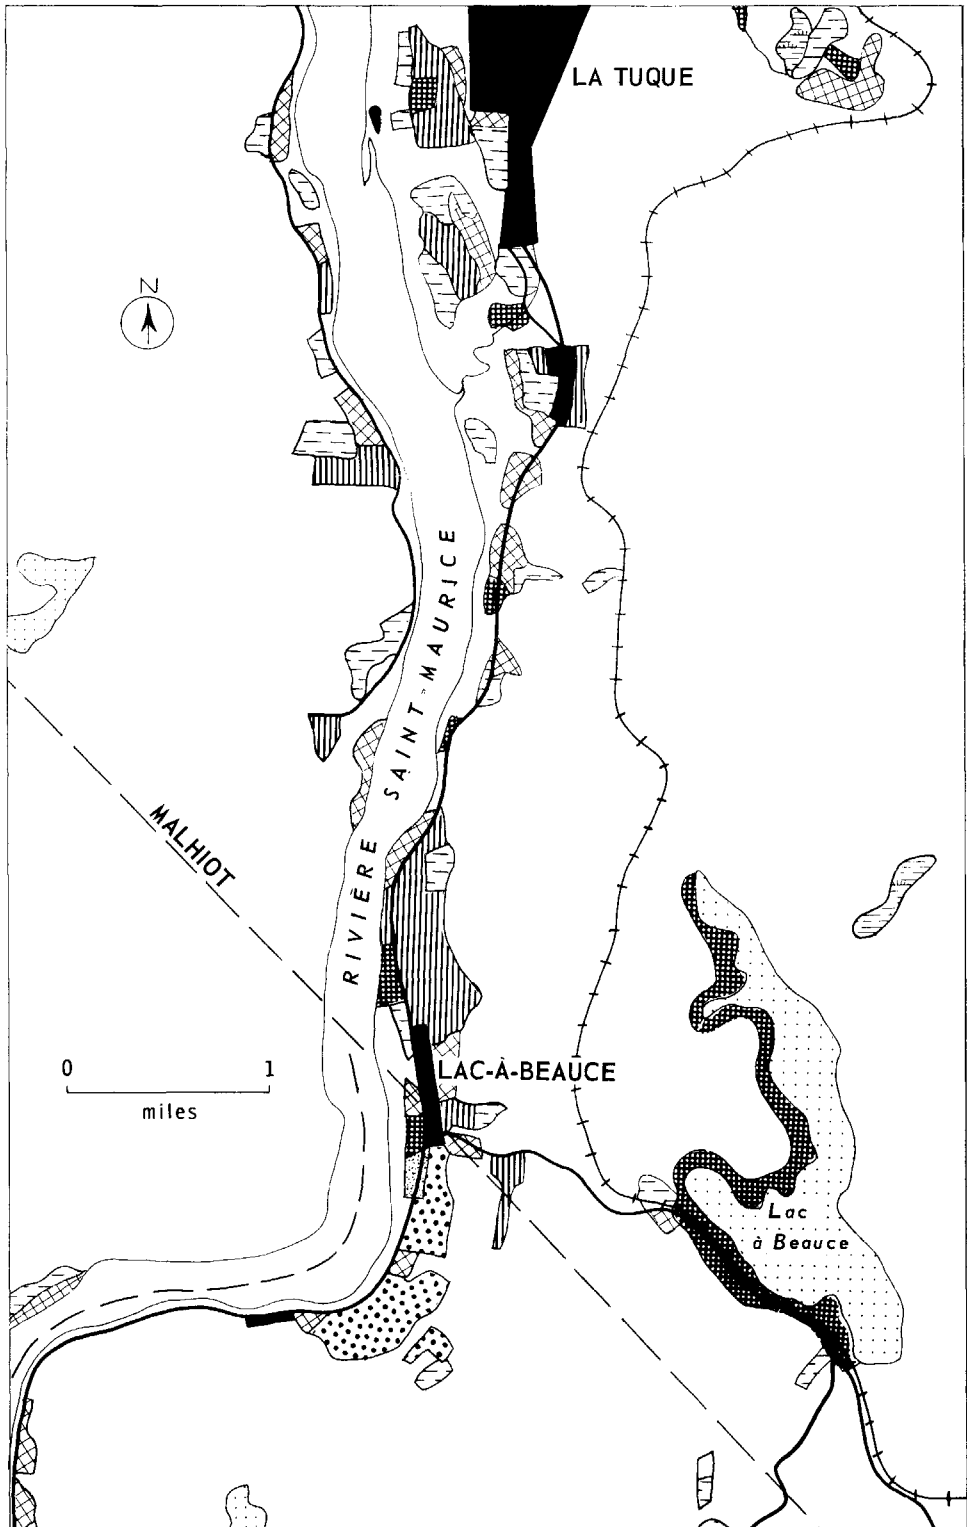 LA TUQUE
N
RIVIÈRE SAINT-MAURICE
MALHIOT
0 1
miles
LAC-À-BEAUCE
Lac
à Beauce